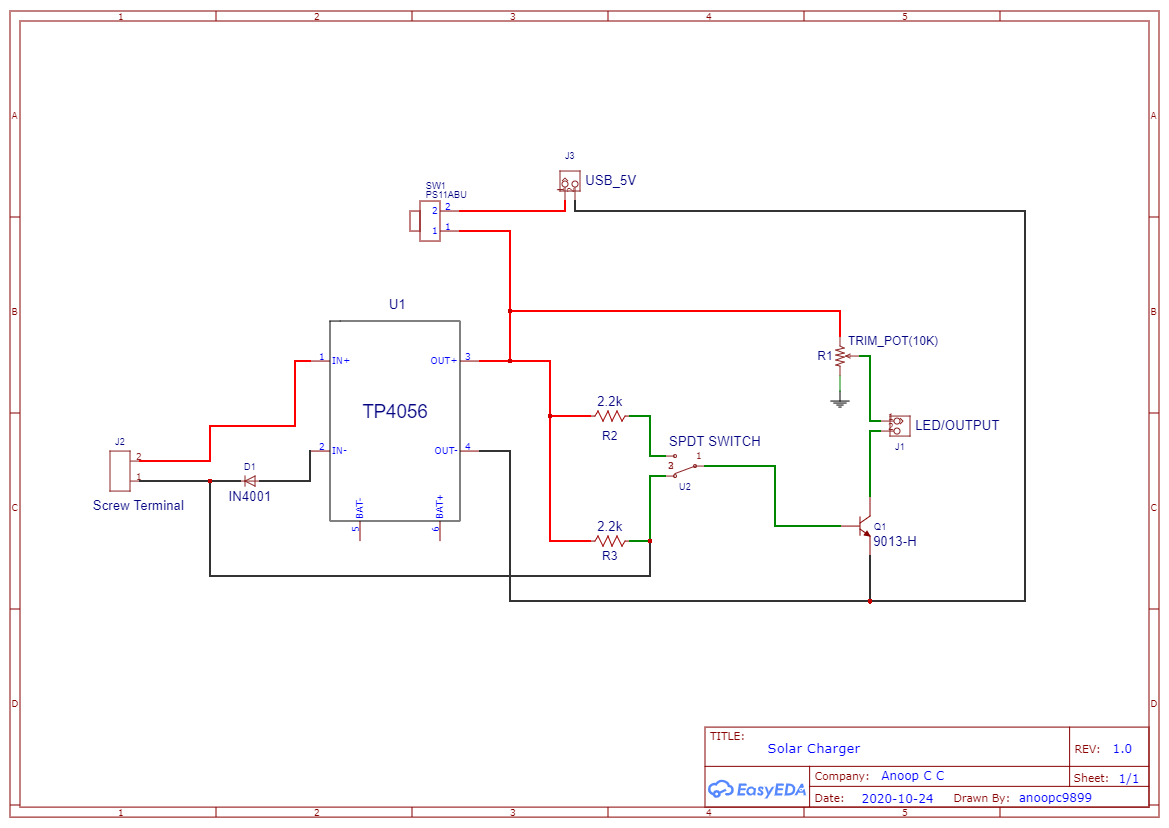 1 2 3 4 5
A A
J3
USB_5V
SW1
PS11ABU
2 2
1 1
U1
B B
TRIM_POT(10K)
R1
1 IN+ OUT+ 3
TP4056
2.2k
R2
LED/OUTPUT
J1
1
2
J2
2
1
Screw Terminal
2 IN- OUT- 4
SPDT SWITCH
1
2
3
U2
D1
IN4001
BAT- BAT+
5 6
C C
2.2k
R3
Q1
9013-H
D D
TITLE:
Solar Charger
REV: 1.0
EasyEDA
Company: Anoop C C
Sheet: 1/1
Date: 2020-10-24 Drawn By: anoopc9899
1 2 3 4 5